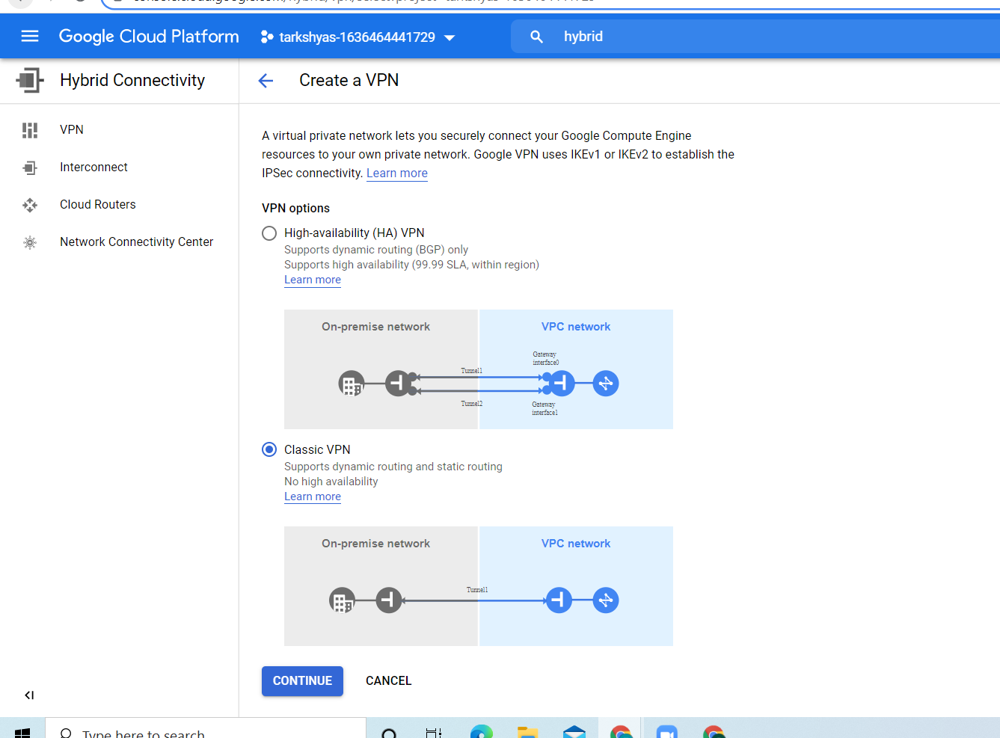 Google Cloud Platform
tarkshyas-1636464441729
hybrid
Hybrid Connectivity
Create a VPN
VPN
Interconnect
Cloud Routers
Network Connectivity Center
A virtual private network lets you securely connect your Google Compute Engine
resources to your own private network. Google VPN uses IKEv1 or IKEv2 to establish the
IPSec connectivity. Learn more
VPN options
High-availability (HA) VPN
Supports dynamic routing (BGP) only
Supports high availability (99.99 SLA, within region)
Learn more
On-premise network
VPC network
Gateway
interface0
Tunnel1
Tunnel2
Gateway
interface1
Classic VPN
Supports dynamic routing and static routing
No high availability
Learn more
On-premise network
VPC network
Tunnel1
CONTINUE
CANCEL
Type here to search